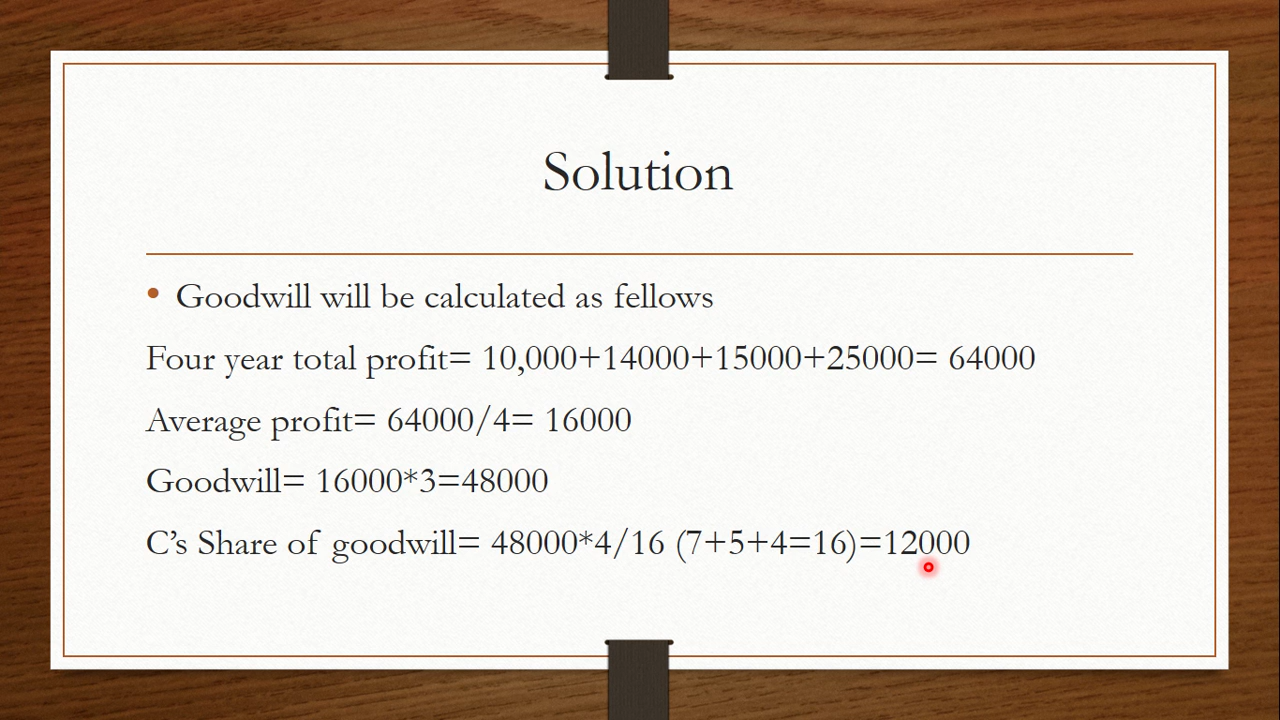 Solution
• Goodwill will be calculated as fellows
Four year total profit= 10,000+14000+15000+25000= 64000
Average profit= 64000/4= 16000
Goodwill= 16000*3=48000
C’s Share of goodwill= 48000*4/16 (7+5+4=16)=12000